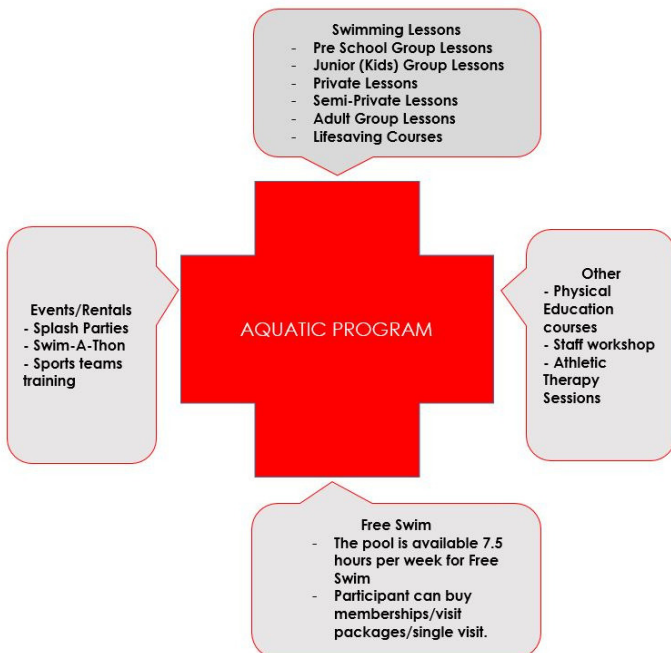 Swimming Lessons
- Pre School Group Lessons
- Junior (Kids) Group Lessons
- Private Lessons
- Semi-Private Lessons
- Adult Group Lessons
- Lifesaving Courses
Events/Rentals
- Splash Parties
- Swim-A-Thon
- Sports teams
training
AQUATIC PROGRAM
Other
- Physical
Education
courses
- Staff workshop
- Athletic
Therapy
Sessions
Free Swim
- The pool is available 7.5
hours per week for Free
Swim
- Participant can buy
memberships/visit
packages/single visit.